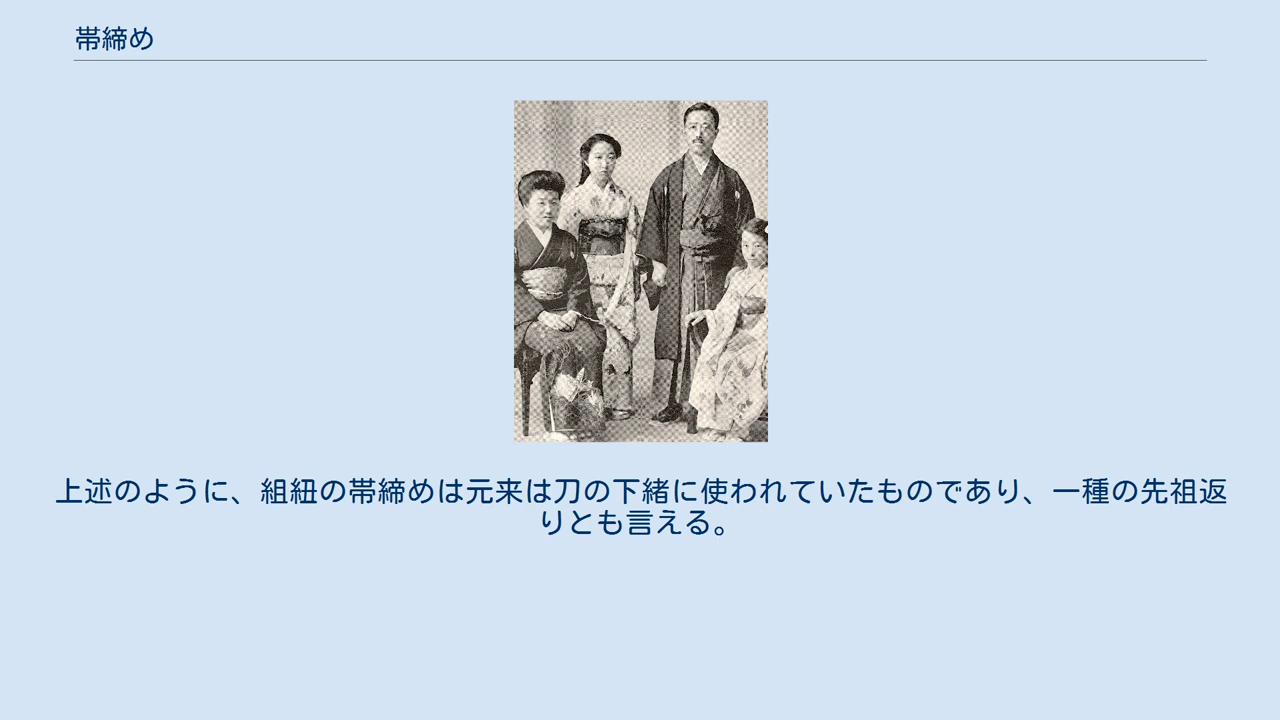 帯締め
上述のように、組紐の帯締めは元来は刀の下緒に使われていたものであり、一種の先祖返
りとも言える。